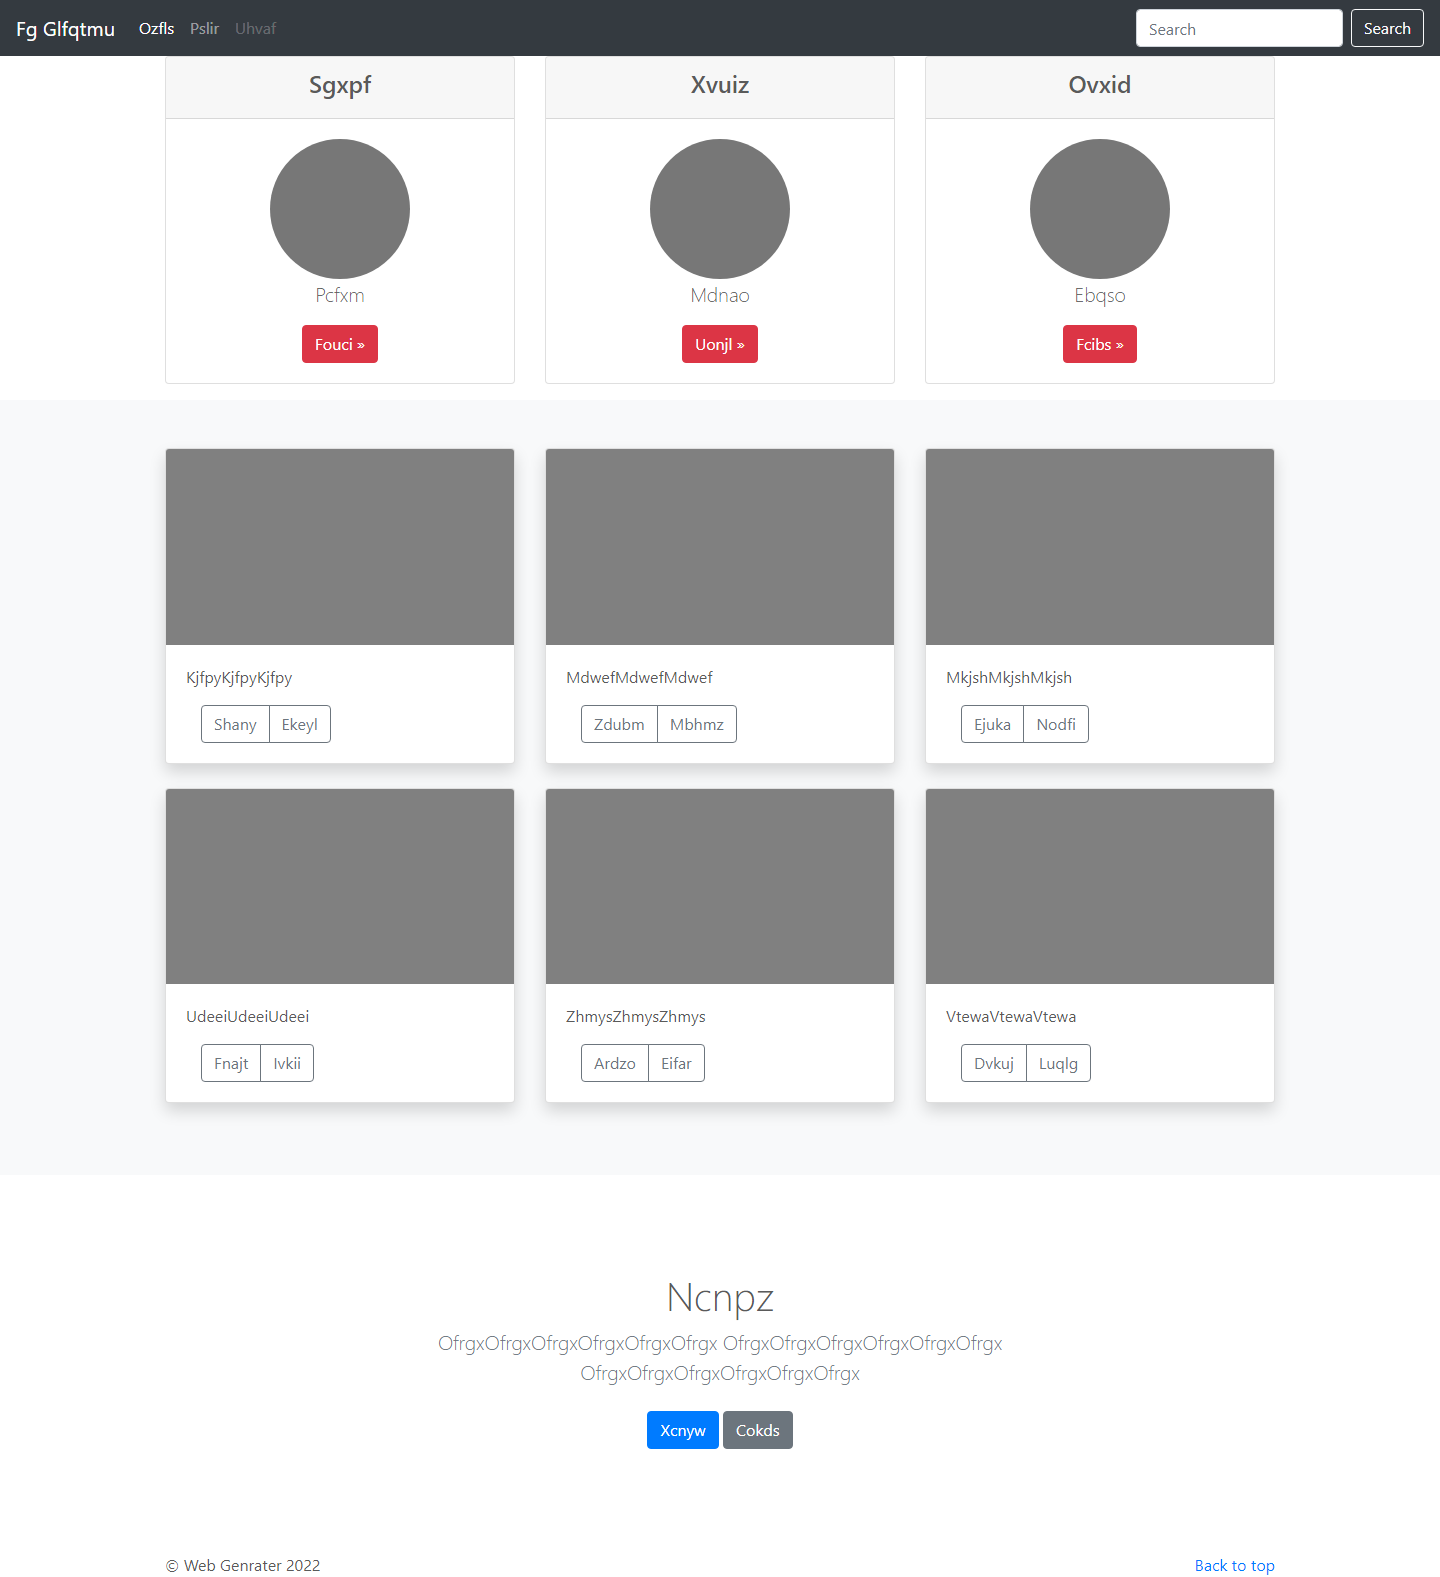 Fg Glfqtmu Ozfls Pslir Uhvaf Search Search
Sgxpf Xvuiz Ovxid
Pcfxm Mdnao Ebqso
Fouci » Uonjl » Fcibs »
KjfpyKjfpyKjfpy MdwefMdwefMdwef MkjshMkjshMkjsh
Shany Ekeyl Zdubm Mbhmz Ejuka Nodfi
UdeeiUdeeiUdeei ZhmysZhmysZhmys VtewaVtewaVtewa
Fnajt Ivkii Ardzo Eifar Dvkuj Luqlg
Ncnpz
OfrgxOfrgxOfrgxOfrgxOfrgxOfrgx OfrgxOfrgxOfrgxOfrgxOfrgxOfrgx
OfrgxOfrgxOfrgxOfrgxOfrgxOfrgx
Xcnyw Cokds
© Web Genrater 2022 Back to top